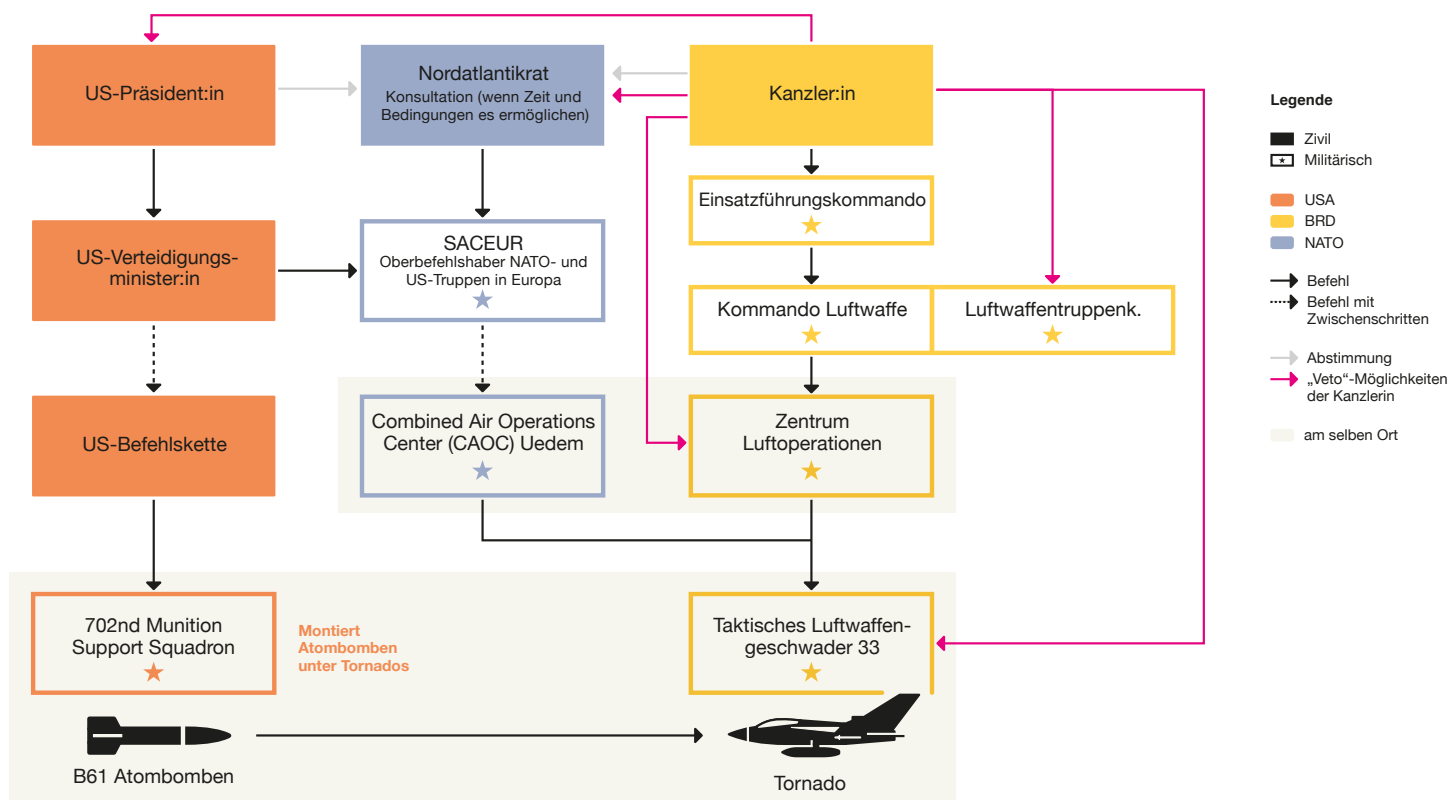 US-Präsident:in
Nordatlantikrat
Konsultation (wenn Zeit und
Bedingungen es ermöglichen)
Kanzler:in
Einsatzführungskommando
US-Verteidigungs-
minister:in
SACEUR
Oberbefehlshaber NATO- und
US-Truppen in Europa
Kommando Luftwaffe
Luftwaffentruppenk.
US-Befehlskette
Combined Air Operations
Center (CAOC) Uedem
Zentrum
Luftoperationen
702nd Munition
Support Squadron
Montiert
Atombomben
unter Tornados
Taktisches Luftwaffen-
geschwader 33
B61 Atombomben
Tornado
Legende
Zivil
Militärisch
USA
BRD
NATO
Befehl
Befehl mit
Zwischenschritten
Abstimmung
„Veto“-Möglichkeiten
der Kanzlerin
am selben Ort